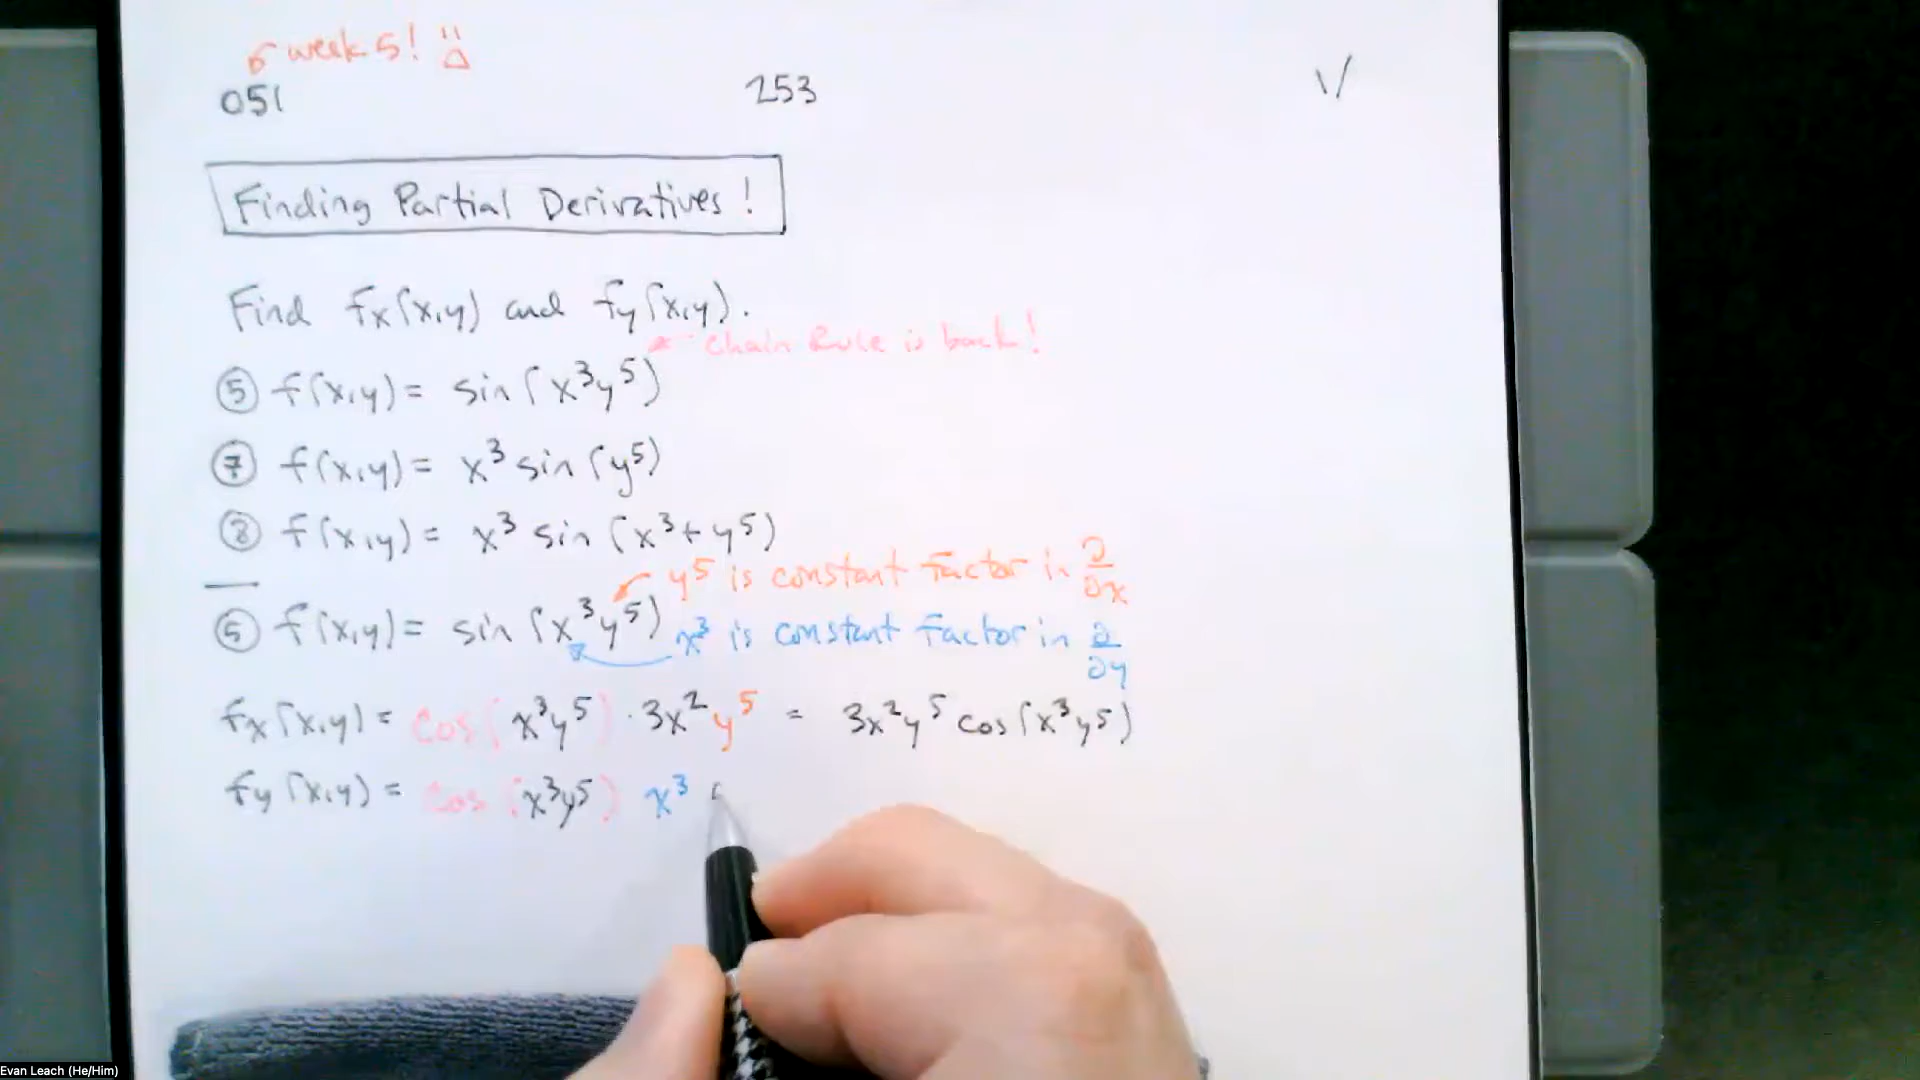 week 5!
051 253
Finding Partial Derivatives!
Find fx(x,y) and fy(x,y).
Chain Rule is back!
⑤ f(x,y) = sin(x³y⁵)
⑦ f(x,y) = x³ sin(y⁵)
⑧ f(x,y) = x³ sin(x³+y⁵)
y⁵ is constant factor in ∂/∂x
f(x,y) = sin(x³y⁵)
x³ is constant factor in ∂/∂y
fx(x,y) = cos(x³y⁵) · 3x²y⁵ = 3x²y⁵ cos(x³y⁵)
fy(x,y) = cos(x³y⁵) x³
Evan Leach (He/Him)